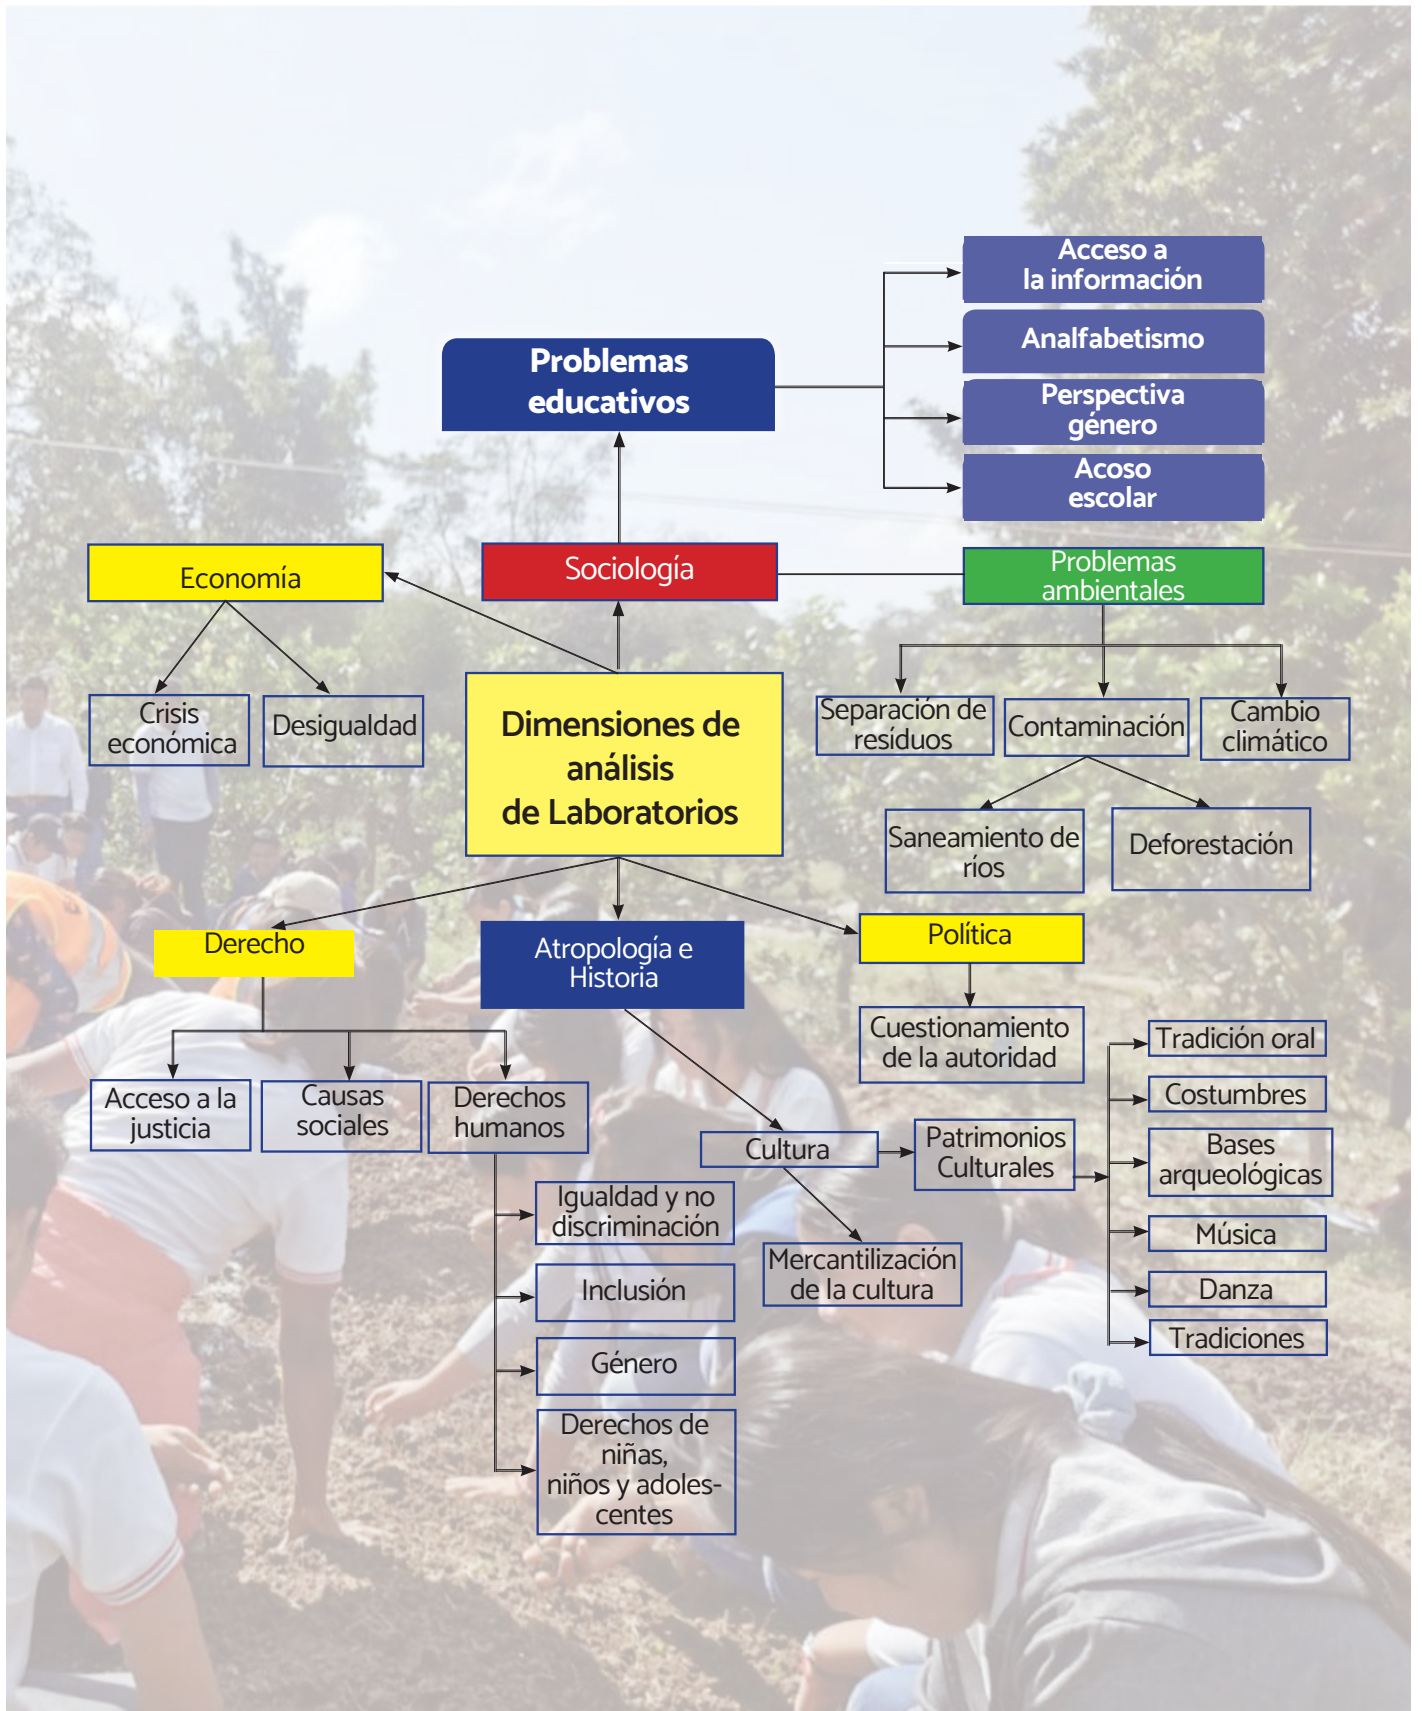 Acceso a
la información
Analfabetismo
Perspectiva
género
Acoso
escolar
Problemas
educativos
Economía
Sociología
Problemas
ambientales
Crisis
económica
Desigualdad
Dimensiones de
análisis
de Laboratorios
Separación de
resíduos
Contaminación
Cambio
climático
Saneamiento de
ríos
Deforestación
Derecho
Atropología e
Historia
Política
Cuestionamiento
de la autoridad
Acceso a la
justicia
Causas
sociales
Derechos
humanos
Cultura
Patrimonios
Culturales
Tradición oral
Costumbres
Bases
arqueológicas
Música
Danza
Tradiciones
Igualdad y no
discriminación
Inclusión
Género
Derechos de
niñas,
niños y adoles-
centes
Mercantilización
de la cultura